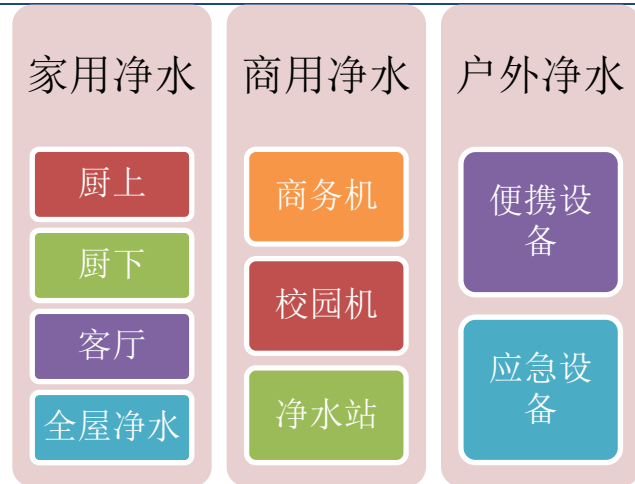 家用净水
厨上
厨下
客厅
全屋净水
商用净水
商务机
校园机
净水站
户外净水
便携设
备
应急设
备